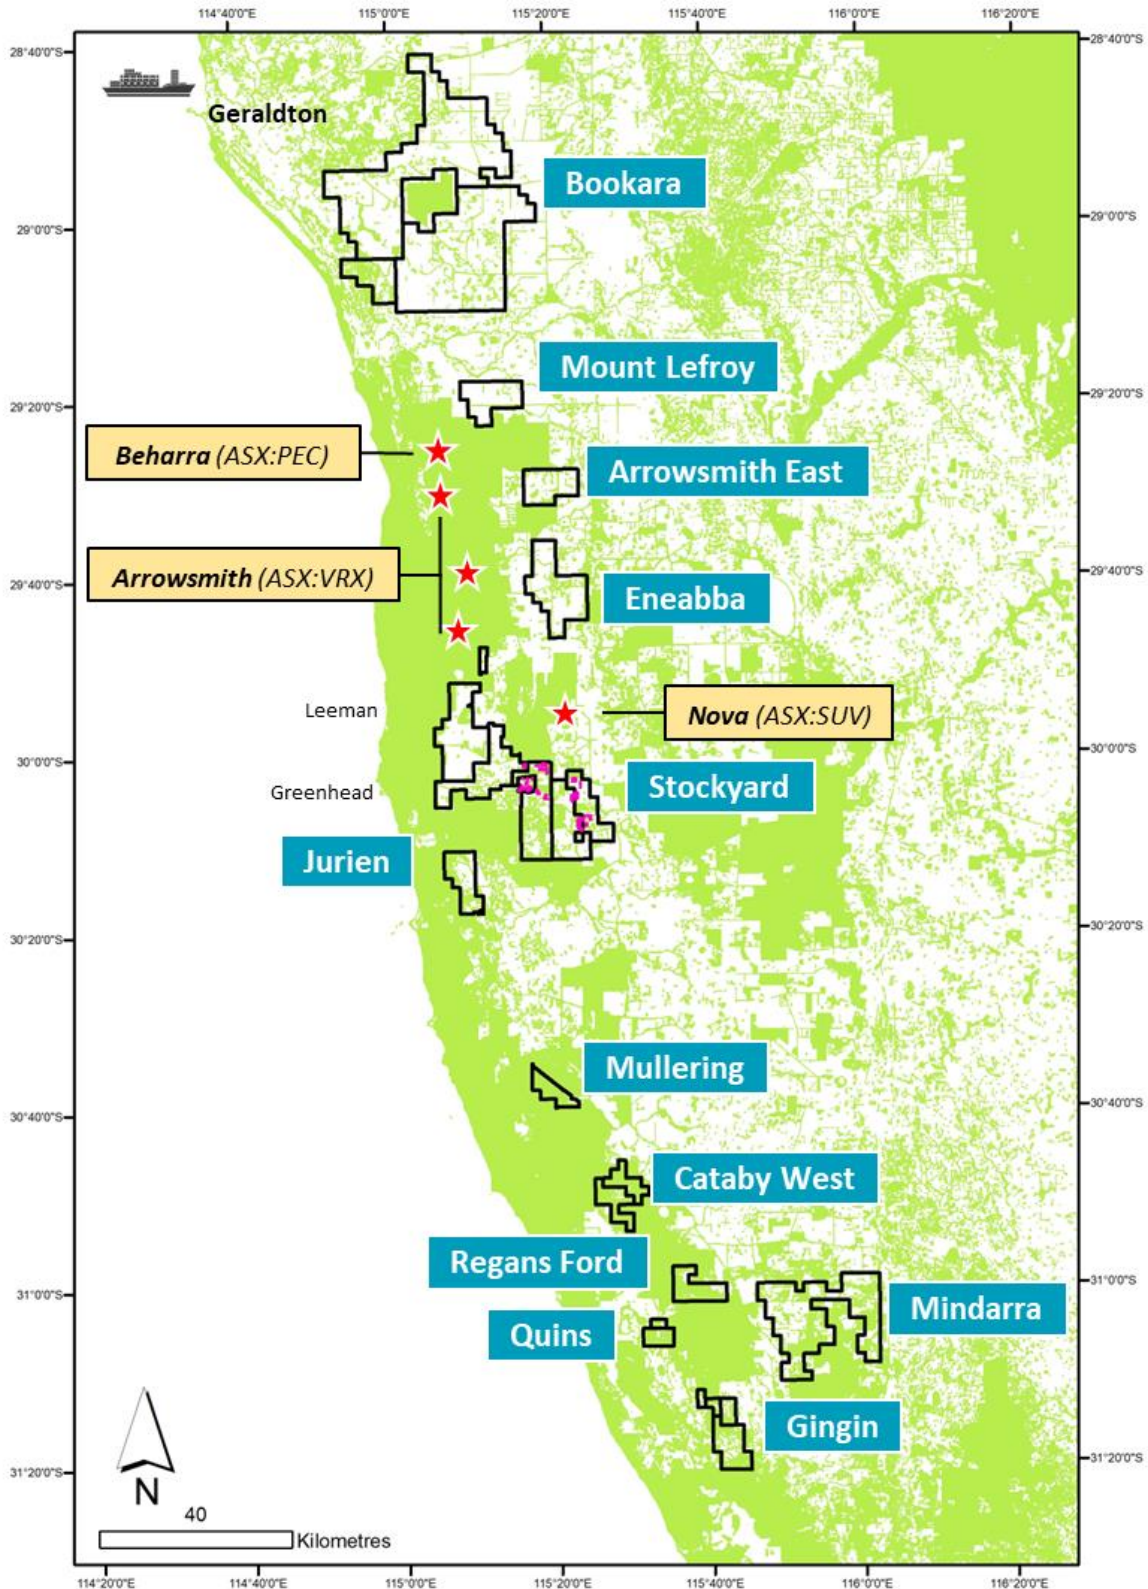 114°40'0"E 115°0'0"E 115°20'0"E 115°40'0"E 116°0'0"E 116°20'0"E
28°40'0"S 28°40'0"S
Geraldton
Bookara
29°0'0"S 29°0'0"S
Mount Lefroy
29°20'0"S 29°20'0"S
Beharra (ASX:PEC)
Arrowsmith East
Arrowsmith (ASX:VRX)
29°40'0"S 29°40'0"S
Eneabba
Leeman
Nova (ASX:SUV)
30°0'0"S 30°0'0"S
Greenhead
Stockyard
Jurien
30°20'0"S 30°20'0"S
Mullering
30°40'0"S 30°40'0"S
Cataby West
Regans Ford
31°0'0"S 31°0'0"S
Mindarra
Quins
Gingin
31°20'0"S 31°20'0"S
N
40
Kilometres
114°20'0"E 114°40'0"E 115°0'0"E 115°20'0"E 115°40'0"E 116°0'0"E 116°20'0"E